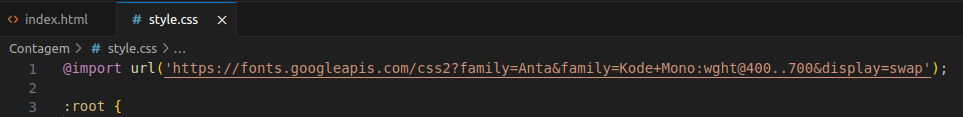 <> index.html # style.css ×
Contagem > # style.css > ...
1 @import url('https://fonts.googleapis.com/css2?family=Anta&family=Kode+Mono:wght@400..700&display=swap');
2
3 :root {